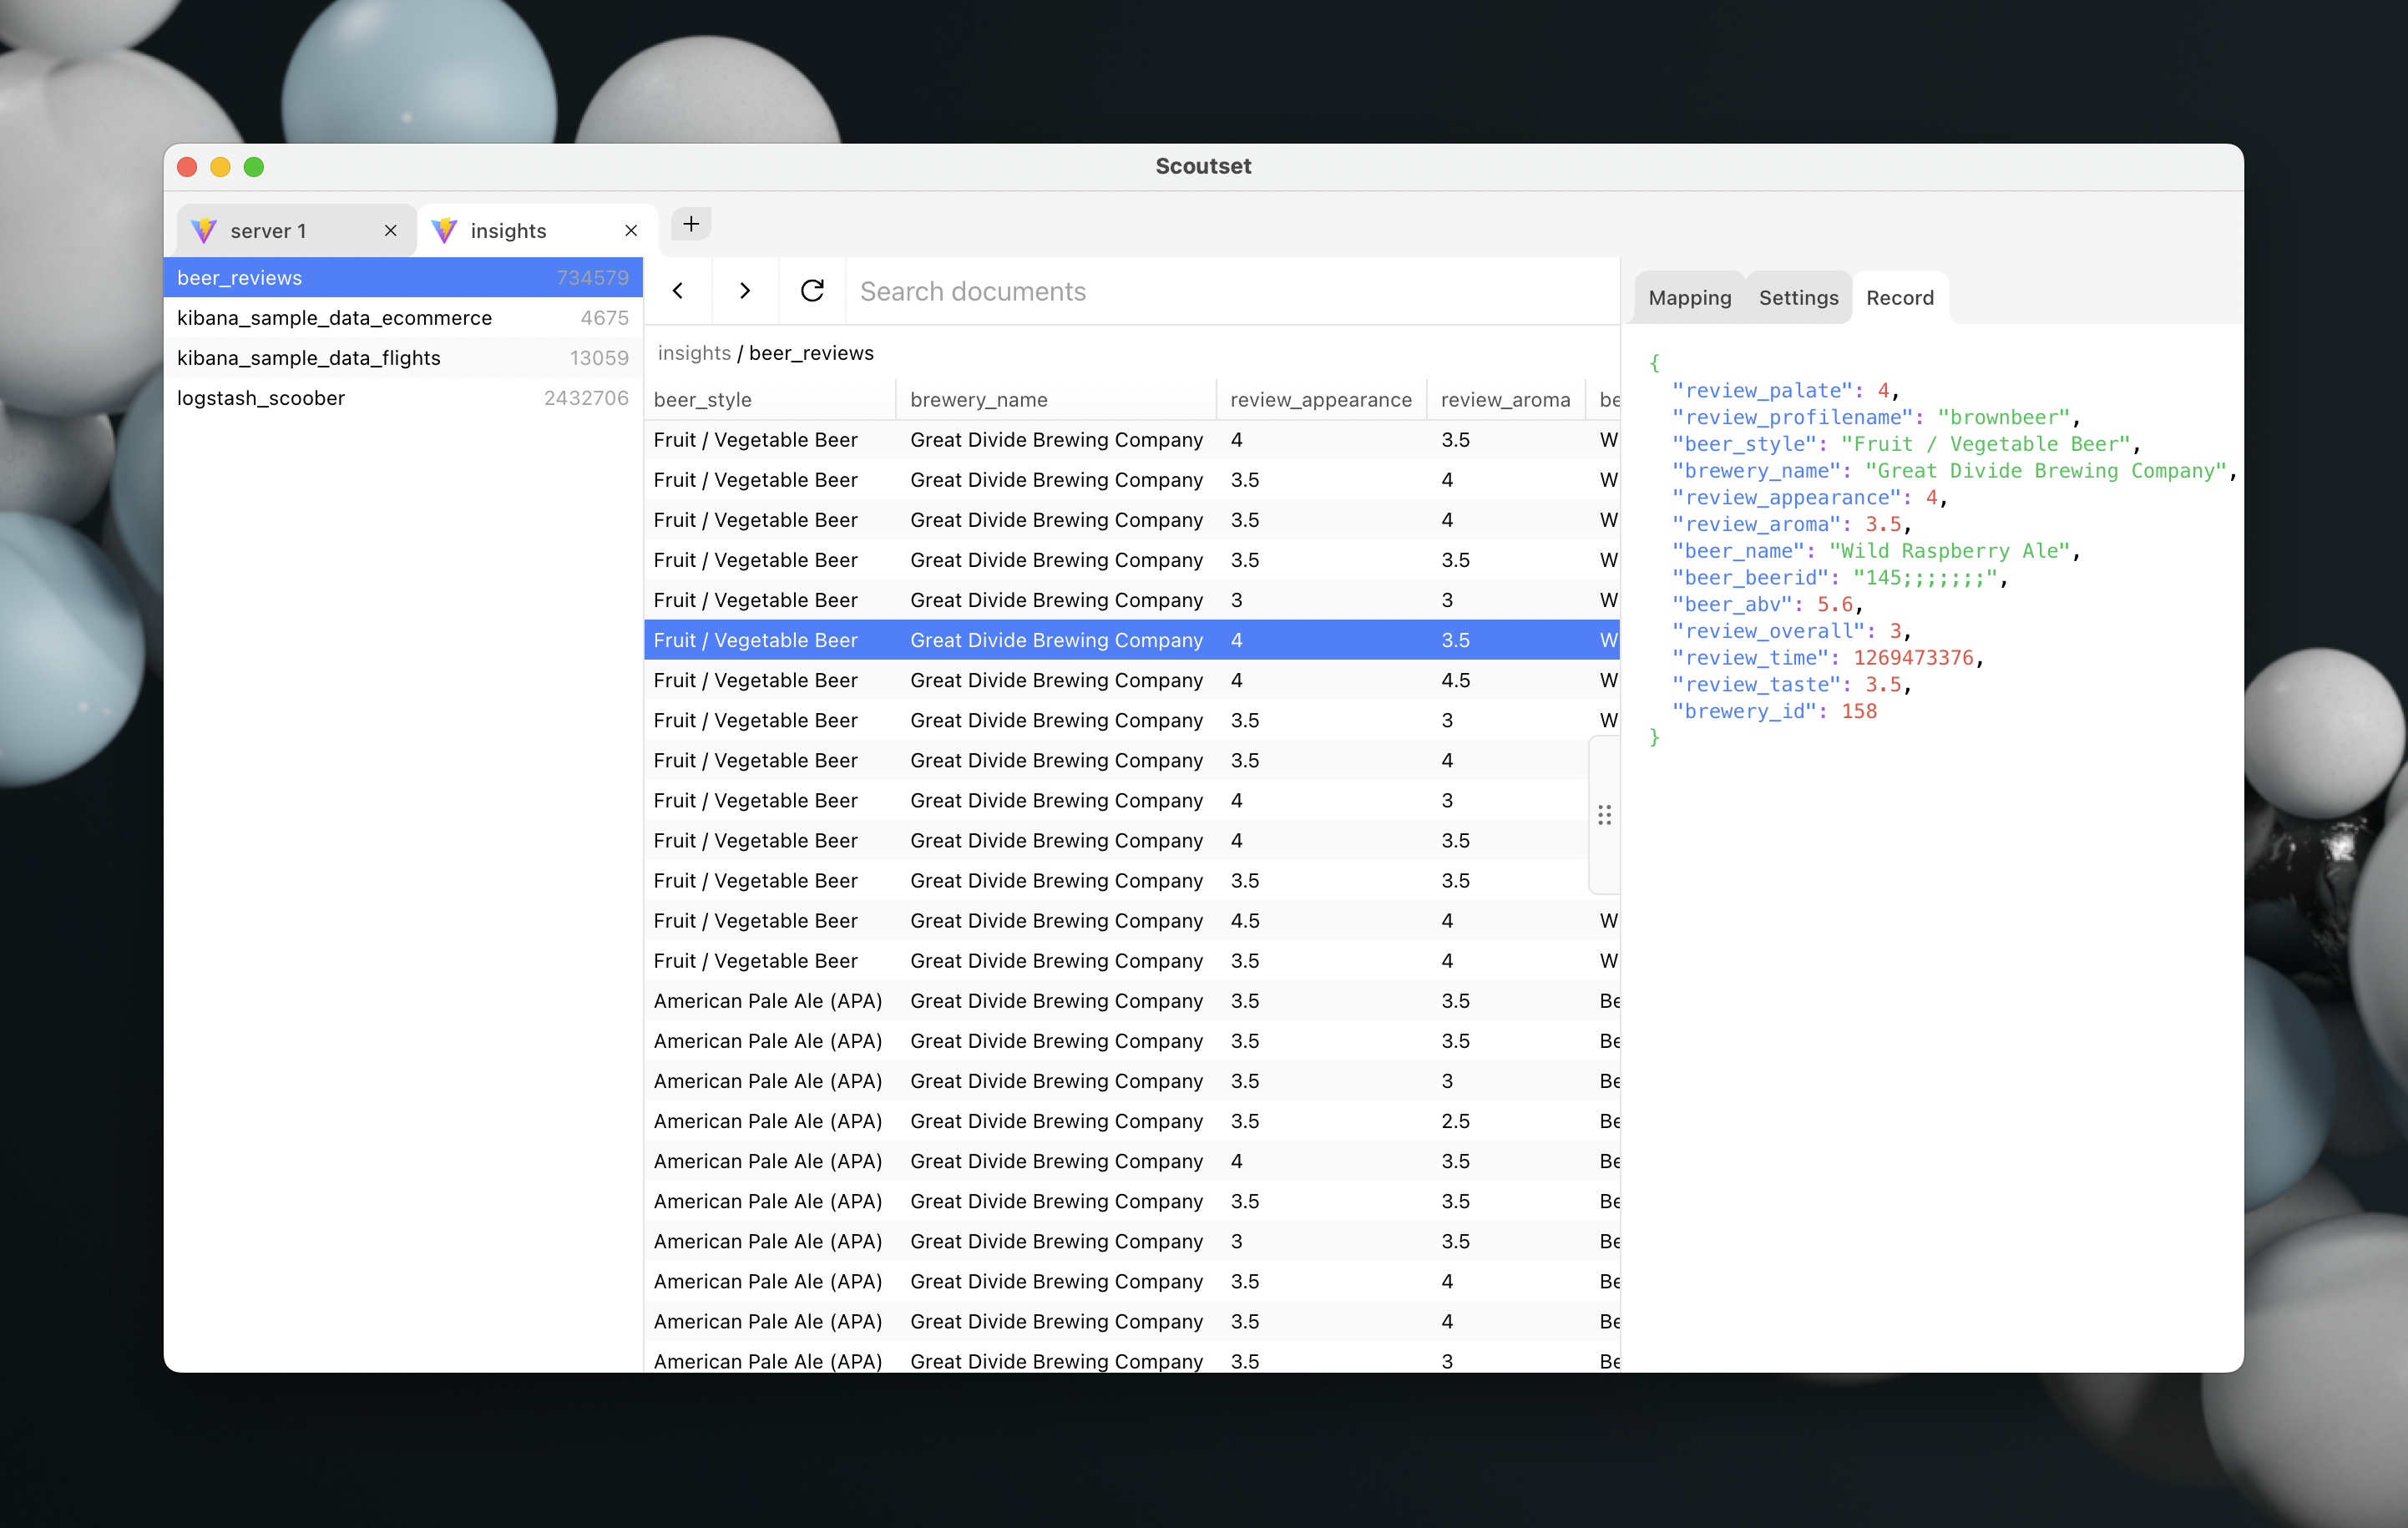 Scoutset
server 1
insights
beer_reviews 734579
kibana_sample_data_ecommerce 4675
kibana_sample_data_flights 13059
logstash_scoober 2432706
Search documents
insights / beer_reviews
beer_style brewery_name review_appearance review_aroma be
Fruit / Vegetable Beer Great Divide Brewing Company 4 3.5 W
Fruit / Vegetable Beer Great Divide Brewing Company 3.5 4 W
Fruit / Vegetable Beer Great Divide Brewing Company 3.5 4 W
Fruit / Vegetable Beer Great Divide Brewing Company 3.5 3.5 W
Fruit / Vegetable Beer Great Divide Brewing Company 3 3 W
Fruit / Vegetable Beer Great Divide Brewing Company 4 3.5 W
Fruit / Vegetable Beer Great Divide Brewing Company 4 4.5 W
Fruit / Vegetable Beer Great Divide Brewing Company 3.5 3 W
Fruit / Vegetable Beer Great Divide Brewing Company 3.5 4
Fruit / Vegetable Beer Great Divide Brewing Company 4 3
Fruit / Vegetable Beer Great Divide Brewing Company 4 3.5
Fruit / Vegetable Beer Great Divide Brewing Company 3.5 3.5
Fruit / Vegetable Beer Great Divide Brewing Company 4.5 4 W
Fruit / Vegetable Beer Great Divide Brewing Company 3.5 4 W
American Pale Ale (APA) Great Divide Brewing Company 3.5 3.5 Be
American Pale Ale (APA) Great Divide Brewing Company 3.5 3.5 Be
American Pale Ale (APA) Great Divide Brewing Company 3.5 3 Be
American Pale Ale (APA) Great Divide Brewing Company 3.5 2.5 Be
American Pale Ale (APA) Great Divide Brewing Company 4 3.5 Be
American Pale Ale (APA) Great Divide Brewing Company 3.5 3.5 Be
American Pale Ale (APA) Great Divide Brewing Company 3 3.5 Be
American Pale Ale (APA) Great Divide Brewing Company 3.5 4 Be
American Pale Ale (APA) Great Divide Brewing Company 3.5 4 Be
American Pale Ale (APA) Great Divide Brewing Company 3.5 3 Be
Mapping Settings Record
{
"review_palate": 4,
"review_profilename": "brownbeer",
"beer_style": "Fruit / Vegetable Beer",
"brewery_name": "Great Divide Brewing Company",
"review_appearance": 4,
"review_aroma": 3.5,
"beer_name": "Wild Raspberry Ale",
"beer_beerid": "145;;;;;;;",
"beer_abv": 5.6,
"review_overall": 3,
"review_time": 1269473376,
"review_taste": 3.5,
"brewery_id": 158
}